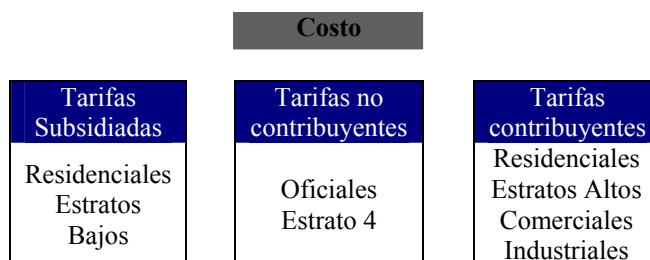 Costo
Tarifas
Subsidiadas
Residenciales
Estratos
Bajos
Tarifas no
contribuyentes
Oficiales
Estrato 4
Tarifas
contribuyentes
Residenciales
Estratos Altos
Comerciales
Industriales